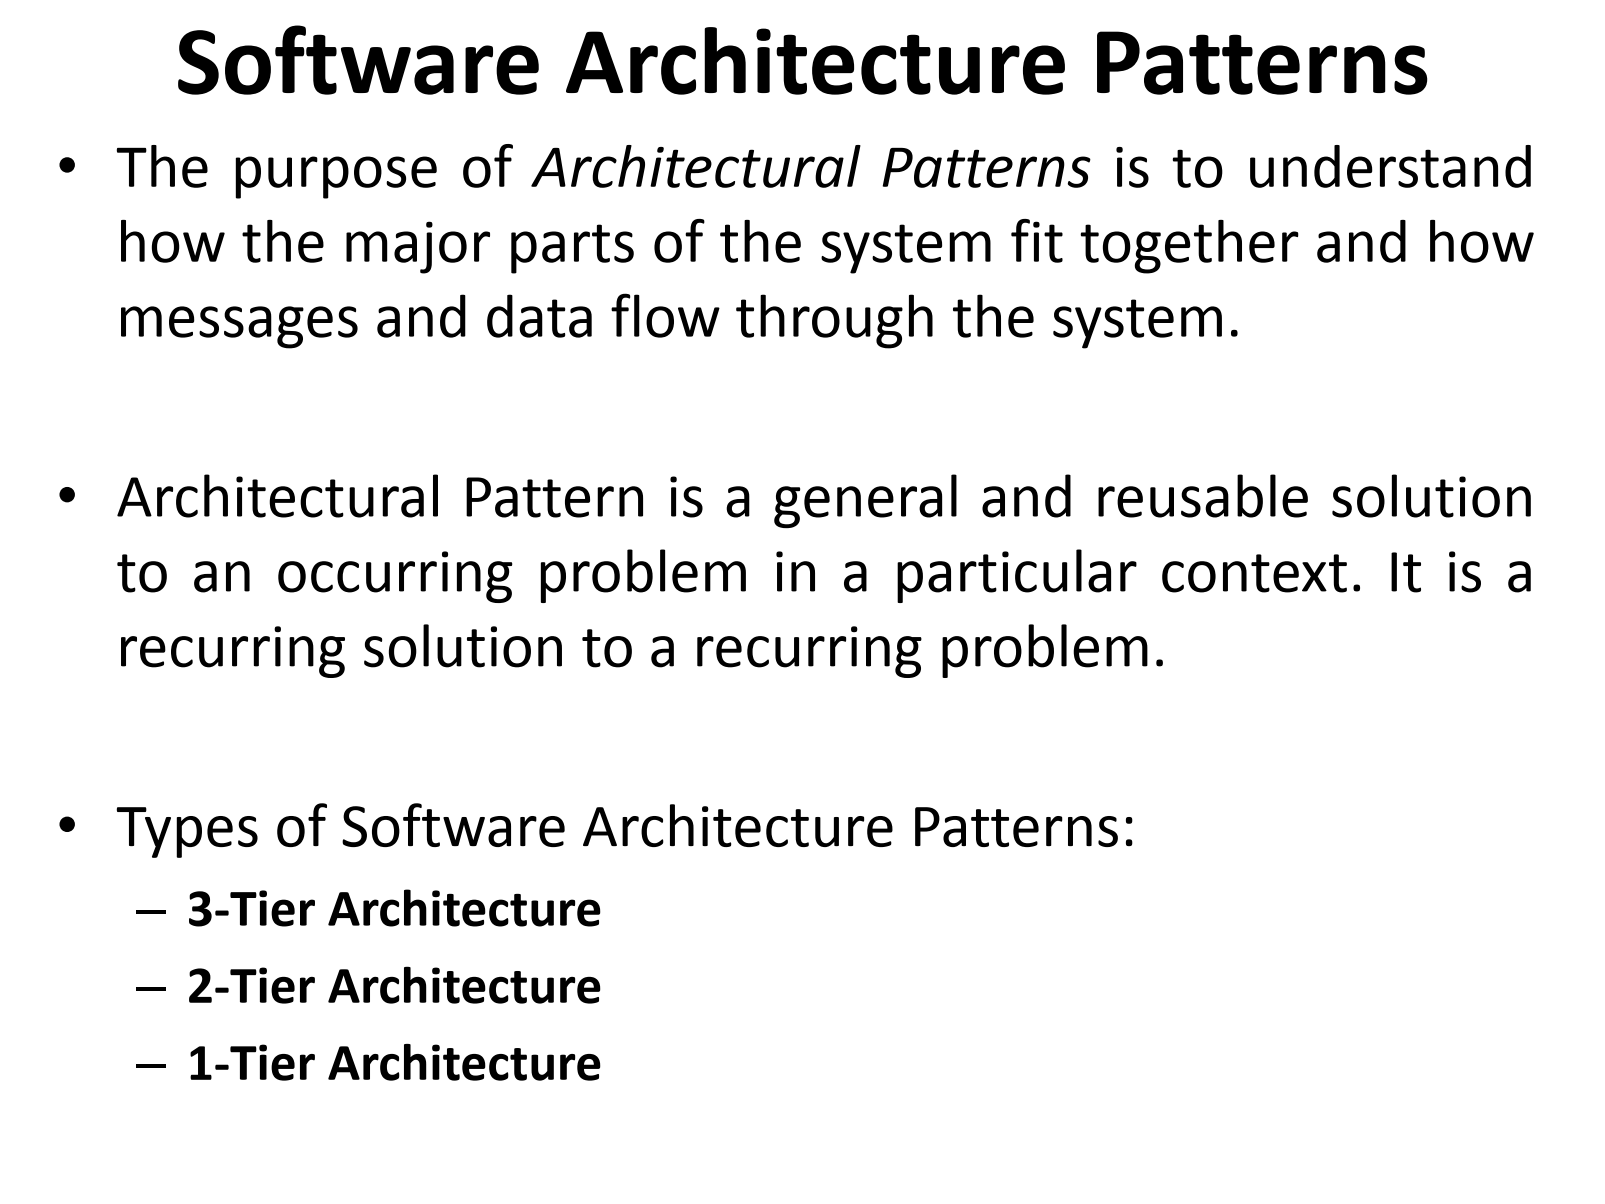 Software Architecture Patterns
• The purpose of Architectural Patterns is to understand
how the major parts of the system fit together and how
messages and data flow through the system.
• Architectural Pattern is a general and reusable solution
to an occurring problem in a particular context. It is a
recurring solution to a recurring problem.
• Types of Software Architecture Patterns:
– 3-Tier Architecture
– 2-Tier Architecture
– 1-Tier Architecture